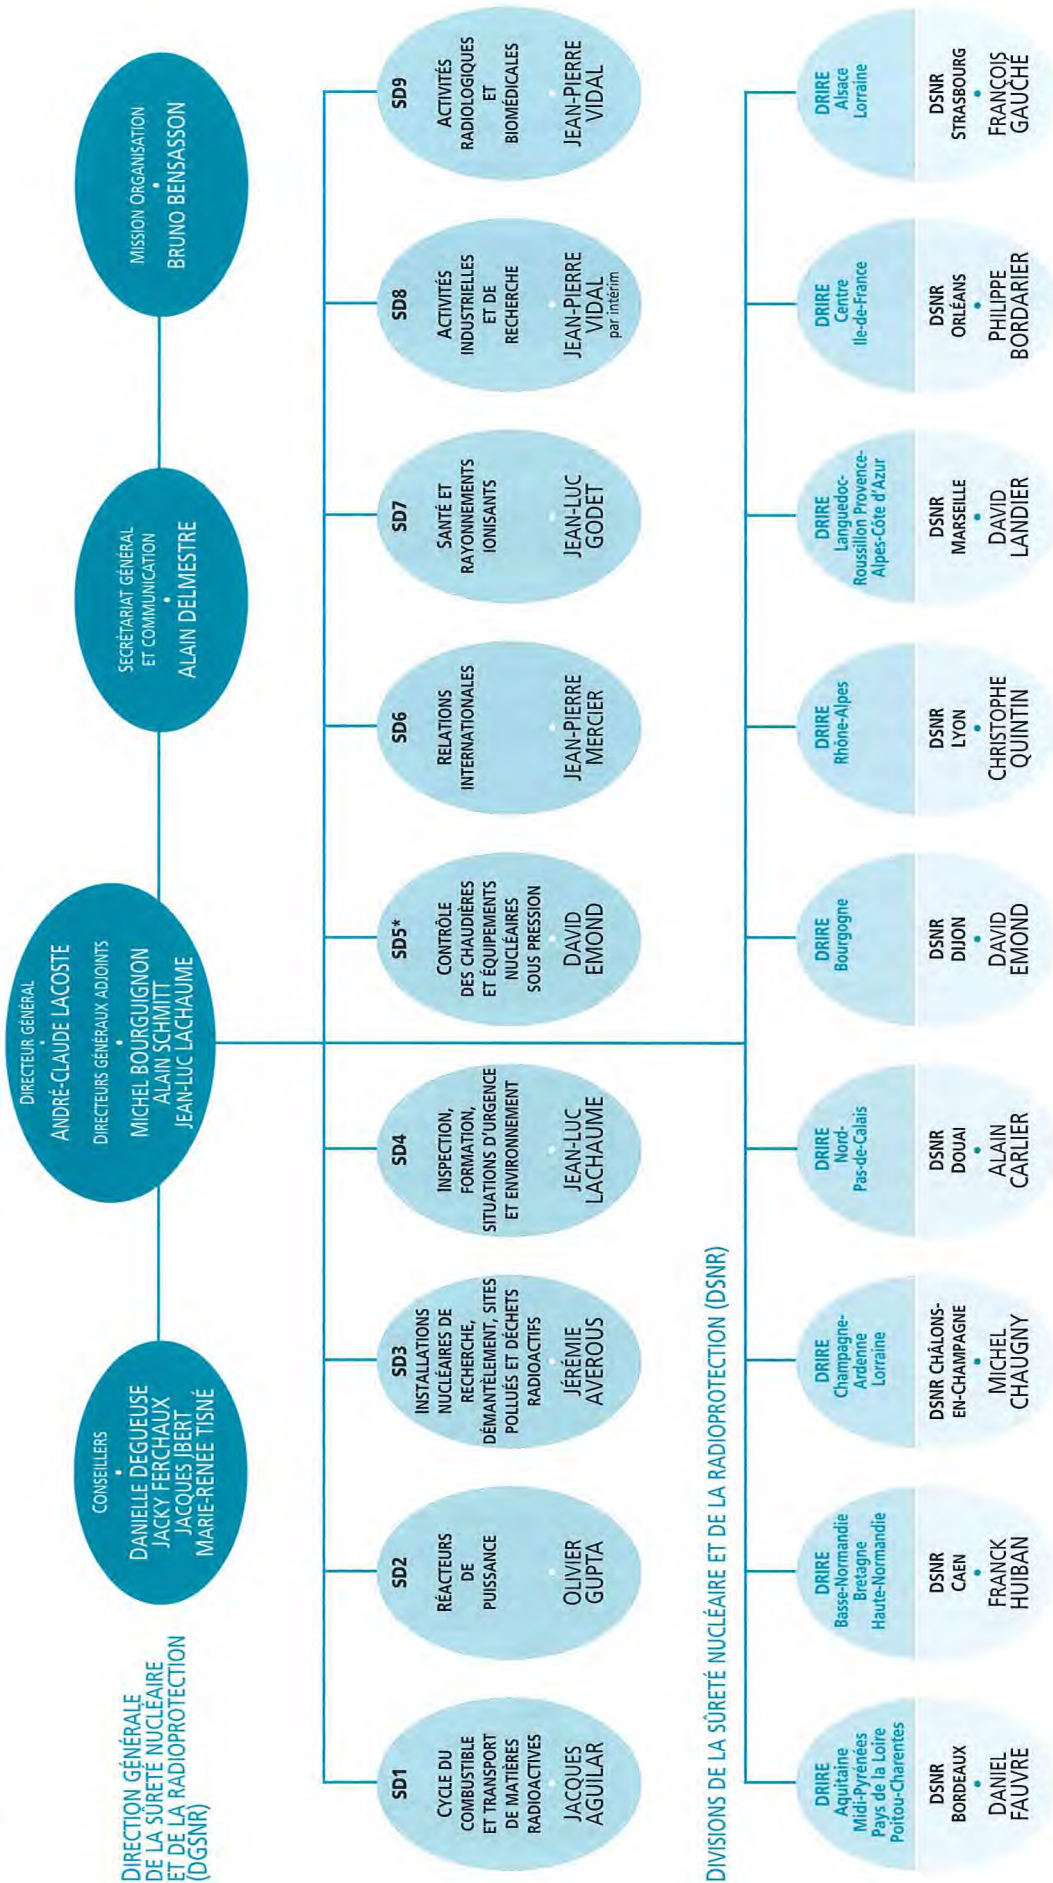 DIRECTION GÉNÉRALE
DE LA SÛRETÉ NUCLÉAIRE
ET DE LA RADIOPROTECTION
(DGSNR)
CONSEILLERS
•
DANIELLE DEGUEUSE
JACKY FERCHAUX
JACQUES JBERT
MARIE-RENÉE TISNÉ
DIRECTEUR GÉNÉRAL
•
ANDRÉ-CLAUDE LACOSTE
DIRECTEURS GÉNÉRAUX ADJOINTS
•
MICHEL BOURGUIGNON
ALAIN SCHMITT
JEAN-LUC LACHAUME
SECRÉTARIAT GÉNÉRAL
ET COMMUNICATION
•
ALAIN DELMESTRE
MISSION ORGANISATION
•
BRUNO BENSASSON
SD1
CYCLE DU
COMBUSTIBLE
ET TRANSPORT
DE MATIÈRES
RADIOACTIVES
•
JACQUES
AGUILAR
SD2
RÉACTEURS
DE
PUISSANCE
•
OLIVIER
GUPTA
SD3
INSTALLATIONS
NUCLÉAIRES DE
RECHERCHE,
DÉMANTÈLEMENT, SITES
POLLUÉS ET DÉCHETS
RADIOACTIFS
•
JÉRÉMIE
AVEROUS
SD4
INSPECTION,
FORMATION,
SITUATIONS D'URGENCE
ET ENVIRONNEMENT
•
JEAN-LUC
LACHAUME
SD5*
CONTRÔLE
DES CHAUDIÈRES
ET ÉQUIPEMENTS
NUCLÉAIRES
SOUS PRESSION
•
DAVID
EMOND
SD6
RELATIONS
INTERNATIONALES
•
JEAN-PIERRE
MERCIER
SD7
SANTÉ ET
RAYONNEMENTS
IONISANTS
•
JEAN-LUC
GODET
SD8
ACTIVITÉS
INDUSTRIELLES
ET DE
RECHERCHE
•
JEAN-PIERRE
VIDAL
par intérim
SD9
ACTIVITÉS
RADIOLOGIQUES
ET
BIOMÉDICALES
•
JEAN-PIERRE
VIDAL
DIVISIONS DE LA SÛRETÉ NUCLÉAIRE ET DE LA RADIOPROTECTION (DSNR)
DRIRE
Aquitaine
Midi-Pyrénées
Pays de la Loire
Poitou-Charentes
DSNR
BORDEAUX
•
DANIEL
FAUVRE
DRIRE
Basse-Normandie
Bretagne
Haute-Normandie
DSNR
CAEN
•
FRANCK
HUIBAN
DRIRE
Champagne-
Ardenne
Lorraine
DSNR CHÂLONS-
EN-CHAMPAGNE
•
MICHEL
CHAUGNY
DRIRE
Nord-
Pas-de-Calais
DSNR
DOUAI
•
ALAIN
CARLIER
DRIRE
Bourgogne
DSNR
DIJON
•
DAVID
EMOND
DRIRE
Rhône-Alpes
DSNR
LYON
•
CHRISTOPHE
QUINTIN
DRIRE
Languedoc-
Roussillon Provence-
Alpes-Côte d'Azur
DSNR
MARSEILLE
•
DAVID
LANDIER
DRIRE
Centre
Ile-de-France
DSNR
ORLÉANS
•
PHILIPPE
BORDARIER
DRIRE
Alsace
Lorraine
DSNR
STRASBOURG
•
FRANÇOIS
GAUCHÉ